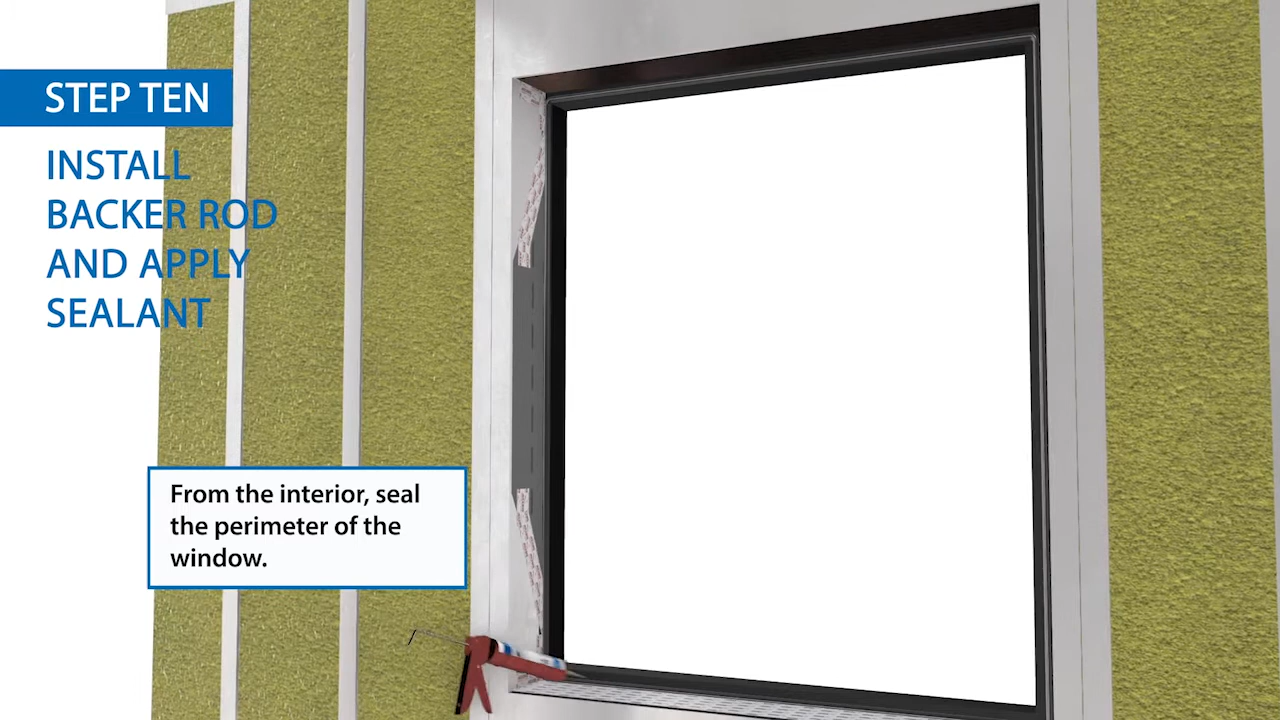 STEP TEN
INSTALL
BACKER ROD
AND APPLY
SEALANT
From the interior, seal
the perimeter of the
window.